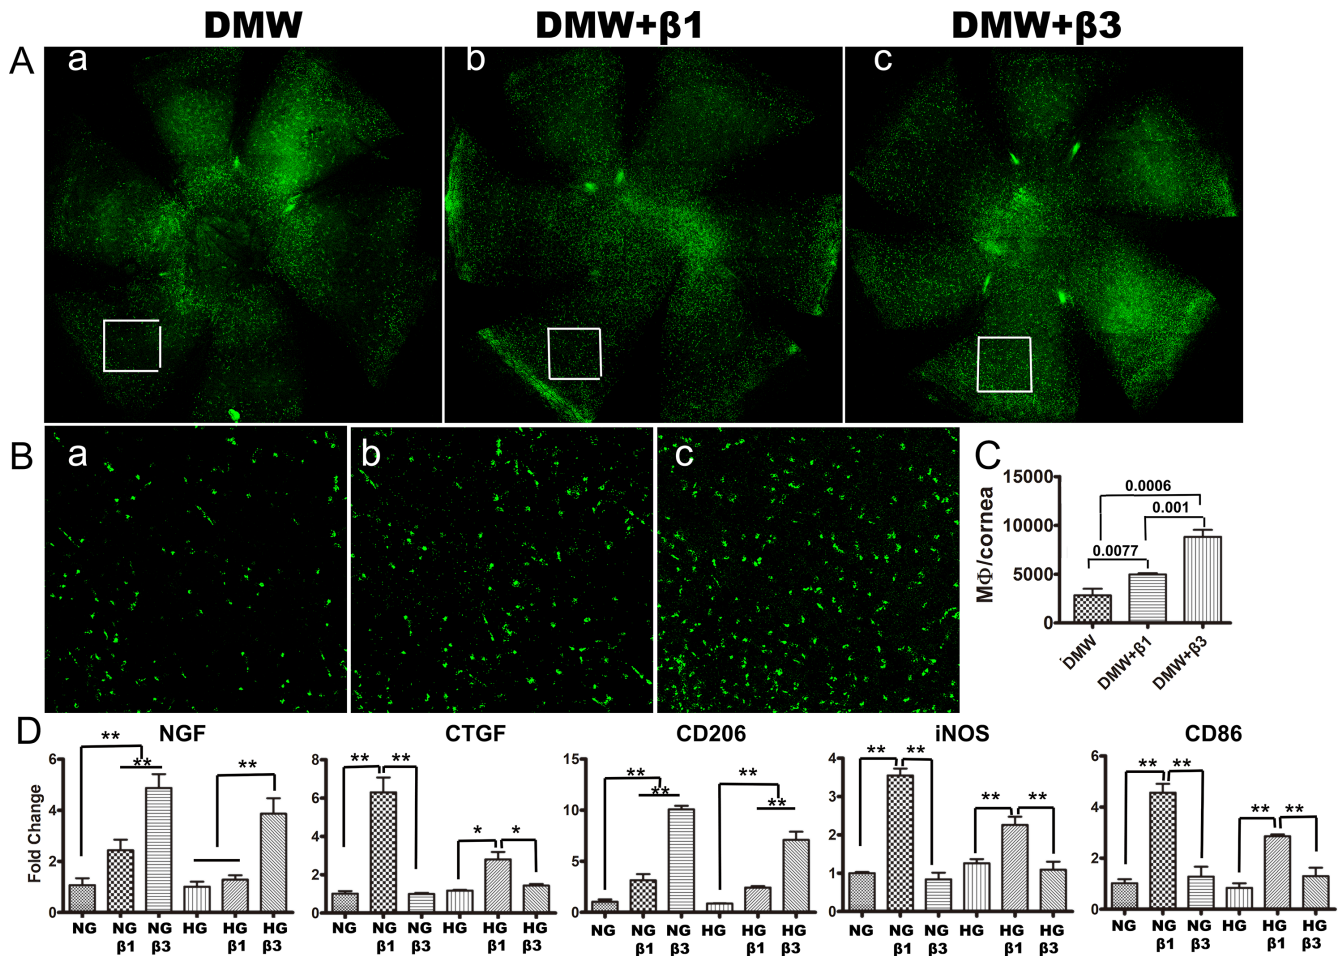 DMW DMW+β1 DMW+β3
A a b c
B a b c
C
15000
10000
5000
0
MΦ/cornea
0.0006
0.001
0.0077
DMW DMW+β1 DMW+β3
D
NGF CTGF CD206 iNOS CD86
Fold Change
6
4
2
0
** ** **
NG NG β1 NG β3 HG HG β1 HG β3
8
6
4
2
0
** ** * *
NG NG β1 NG β3 HG HG β1 HG β3
15
10
5
0
** ** ** **
NG NG β1 NG β3 HG HG β1 HG β3
4
3
2
1
0
** ** ** **
NG NG β1 NG β3 HG HG β1 HG β3
6
4
2
0
** ** ** **
NG NG β1 NG β3 HG HG β1 HG β3